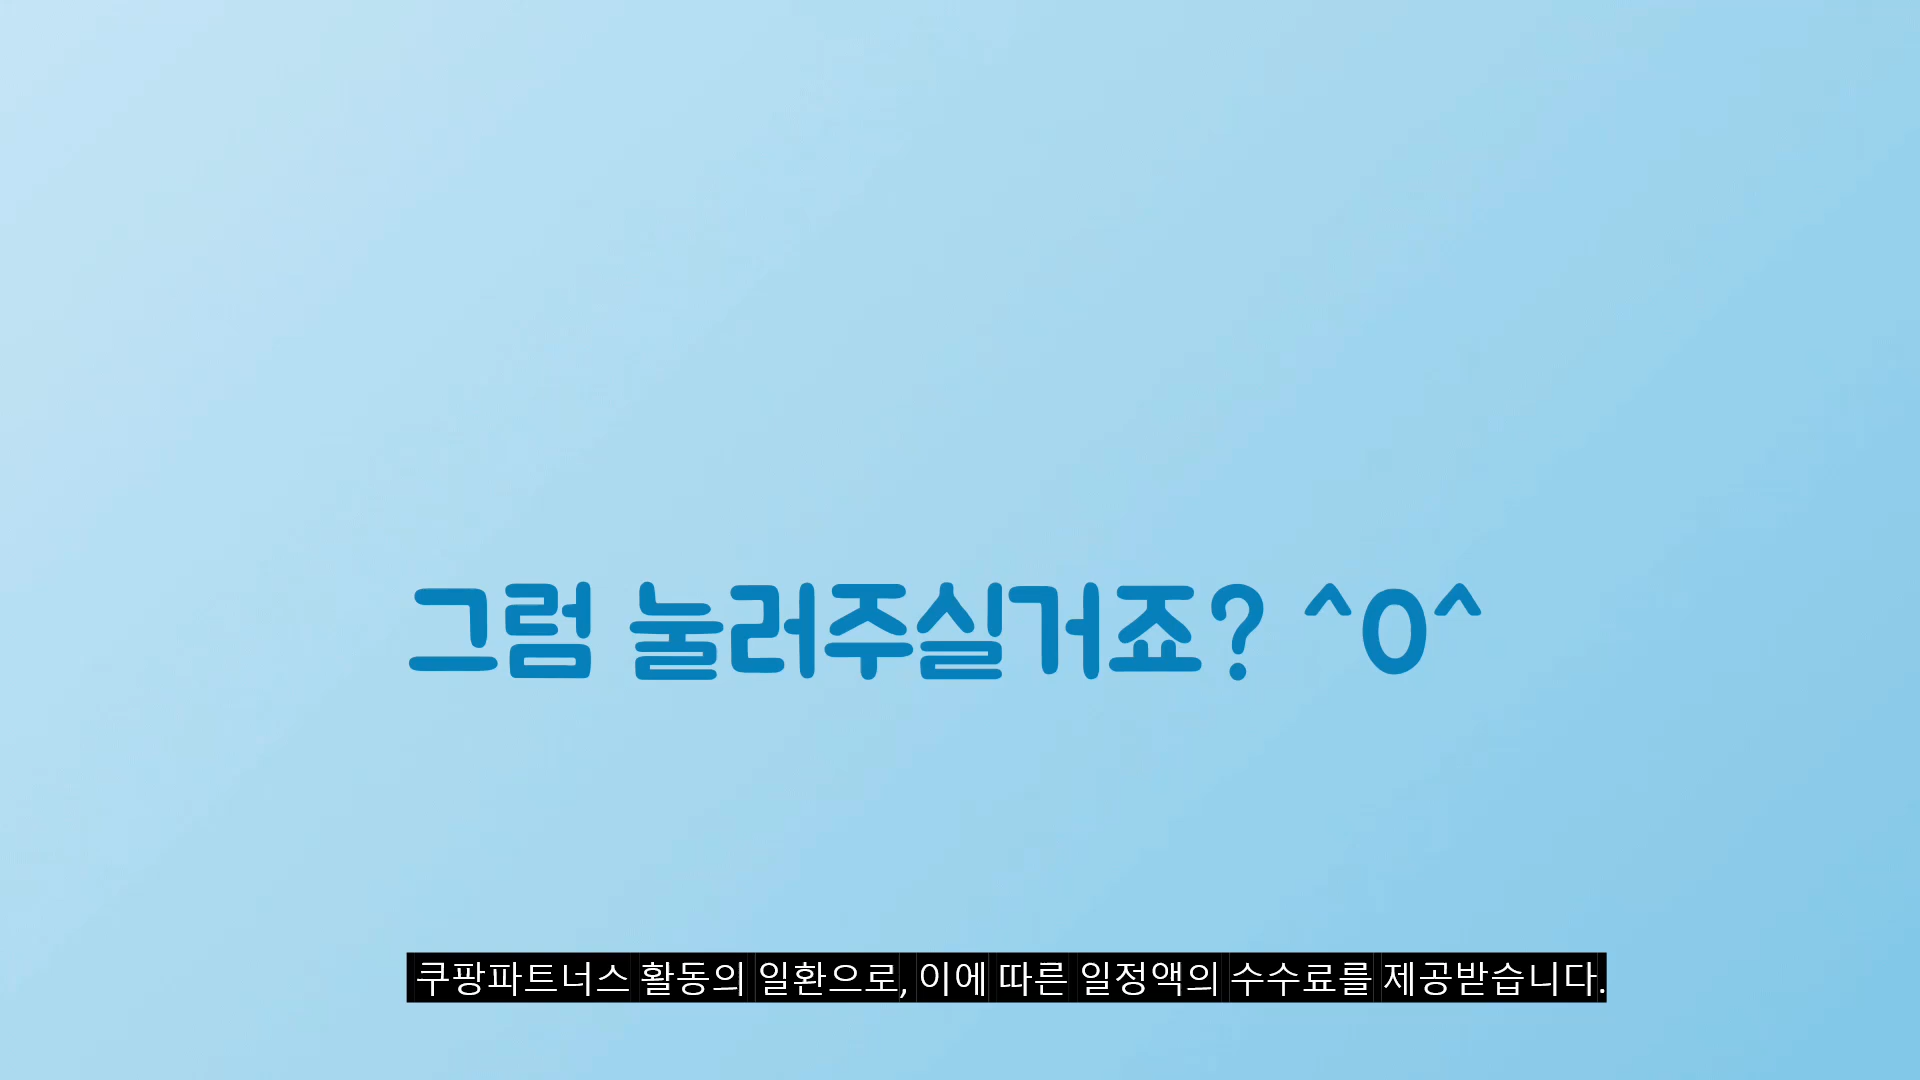 그럼 눌러주실거죠? ^0^
쿠팡파트너스 활동의 일환으로, 이에 따른 일정액의 수수료를 제공받습니다.